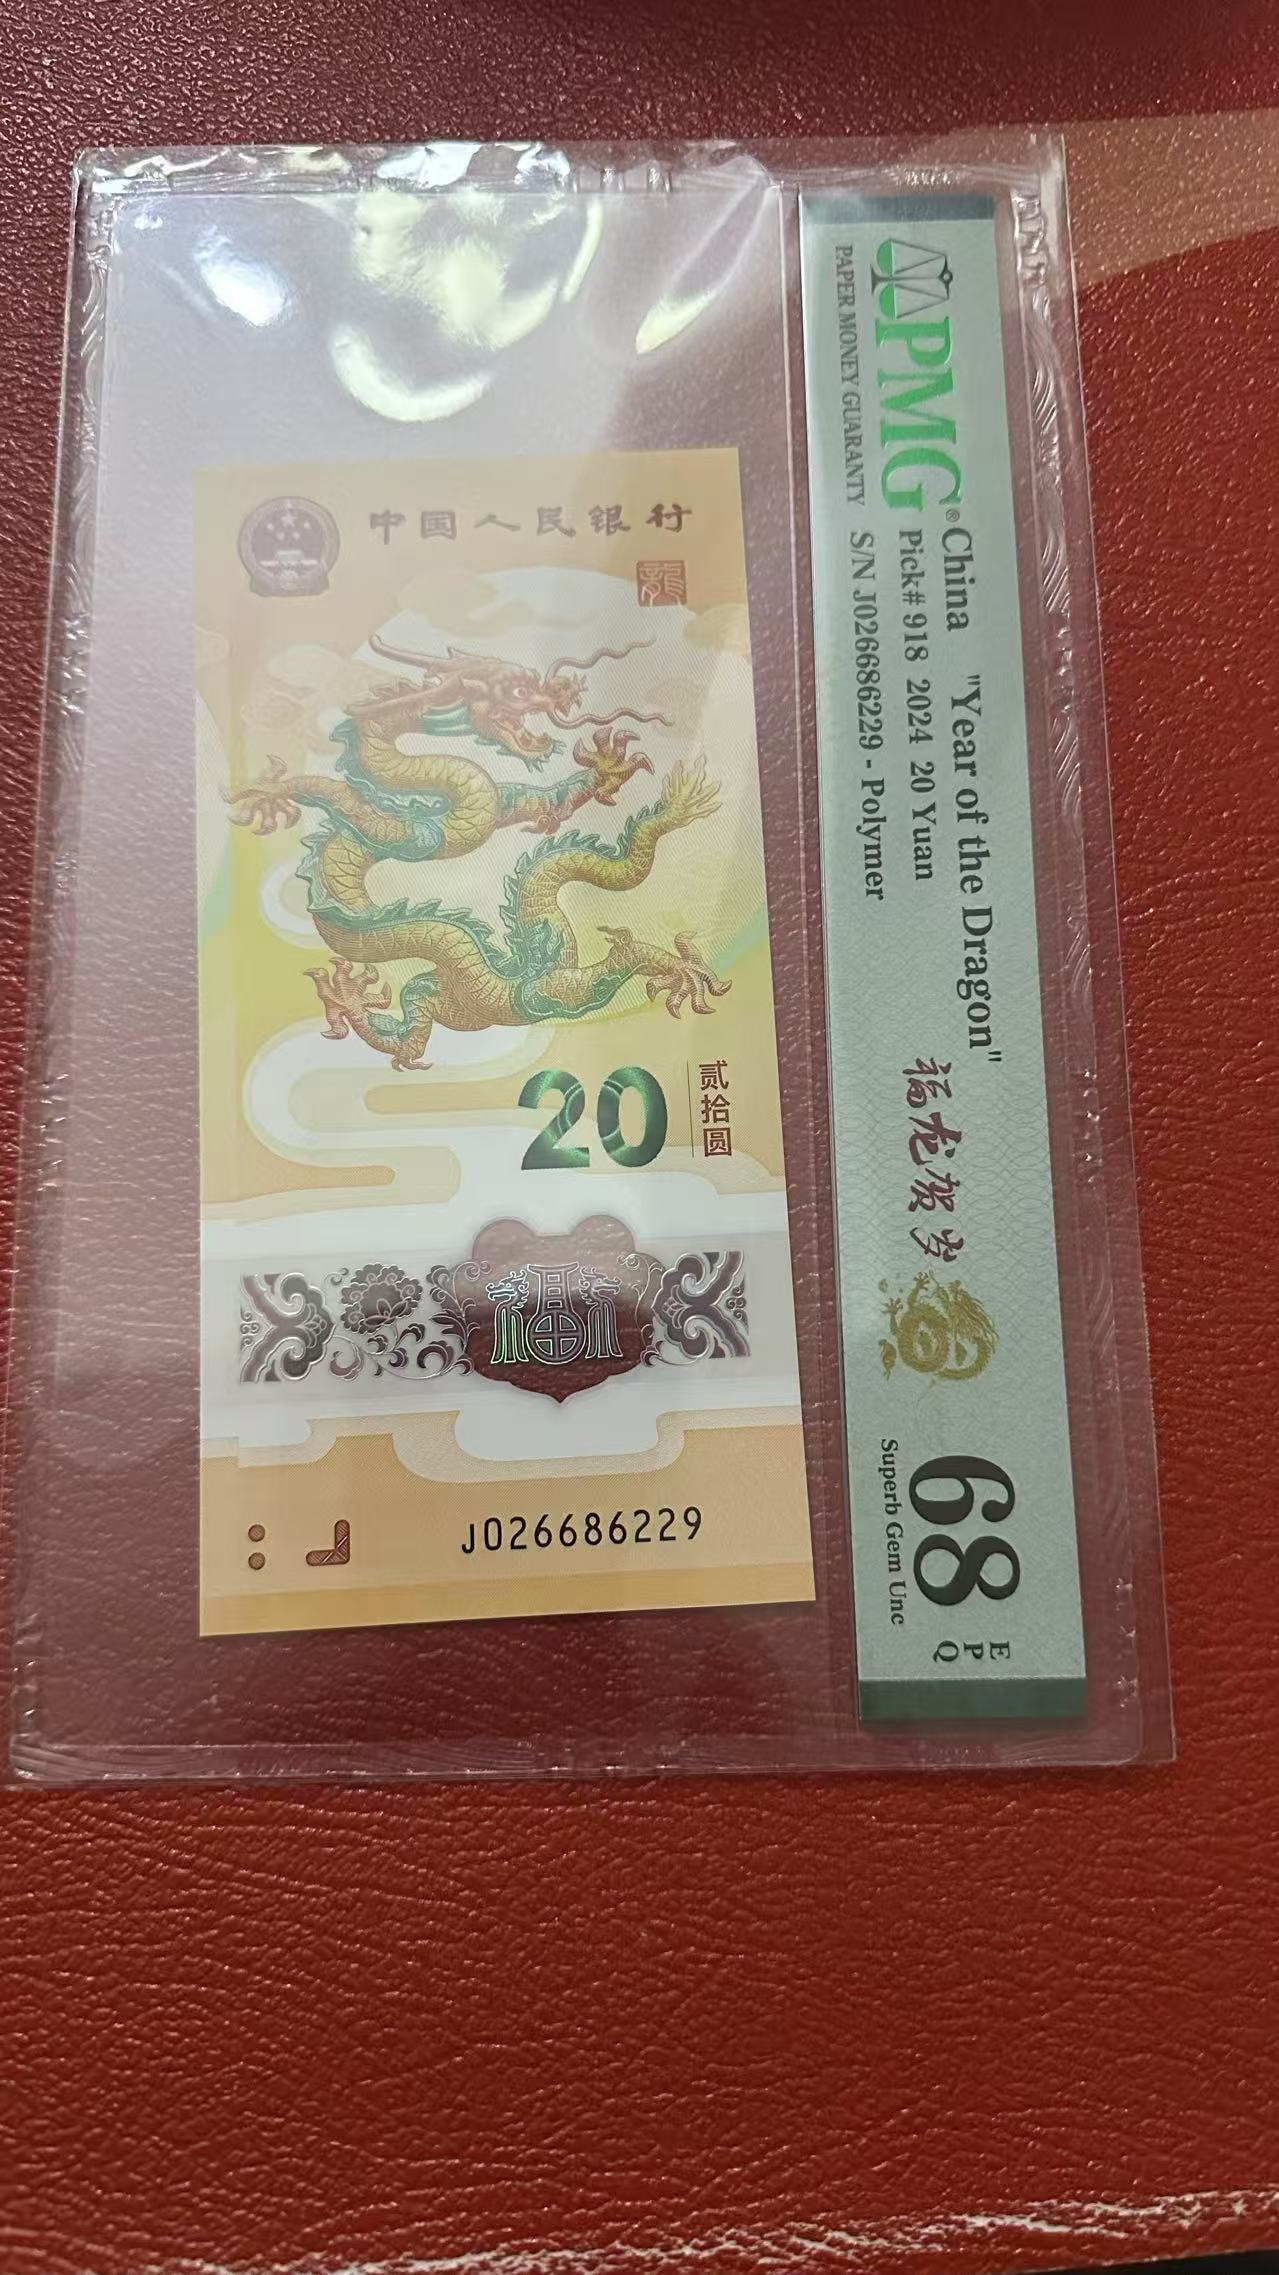 中国人民银行
龍
20
贰拾圆
福
J026686229
PMG®
PAPER MONEY GUARANTY
China "Year of the Dragon"
Pick# 918 2024 20 Yuan
S/N J026686229 - Polymer
福龙贺岁
68
EPQ
Superb Gem Unc